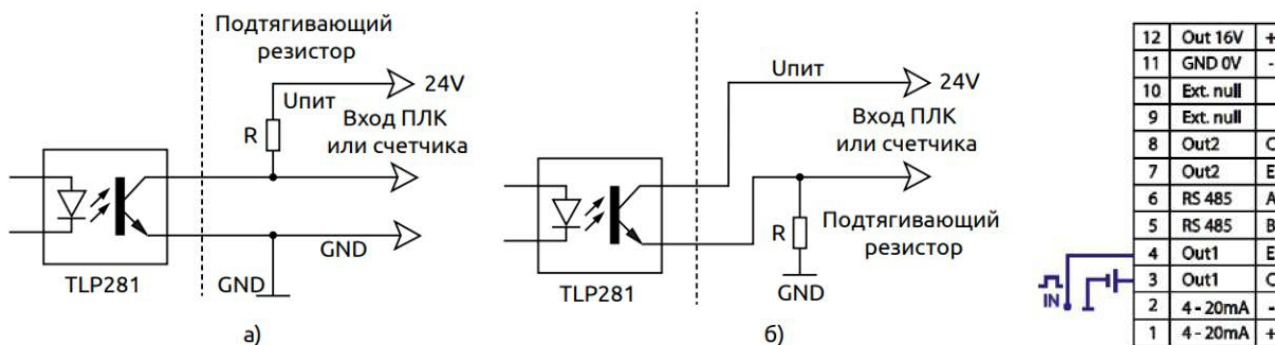 Подтягивающий
резистор
24V
Uпит
R
Вход ПЛК
или счетчика
GND
GND
TLP281
а)
Uпит
24V
Вход ПЛК
или счетчика
R
Подтягивающий
резистор
GND
TLP281
б)
12 Out 16V +
11 GND 0V -
10 Ext. null
9 Ext. null
8 Out2 C
7 Out2 E
6 RS 485 A
5 RS 485 B
4 Out1 E
3 Out1 C
2 4 - 20mA -
1 4 - 20mA +
IN